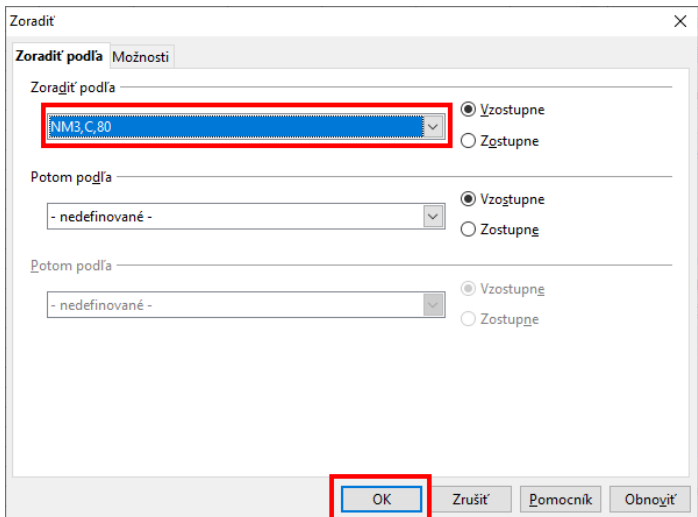 Zoradiť
Zoradiť podľa Možnosti
Zoradiť podľa
NM3,C,80
Vzostupne
Zostupne
Potom podľa
- nedefinované -
Vzostupne
Zostupne
Potom podľa
- nedefinované -
Vzostupne
Zostupne
OK Zrušiť Pomocník Obnoviť